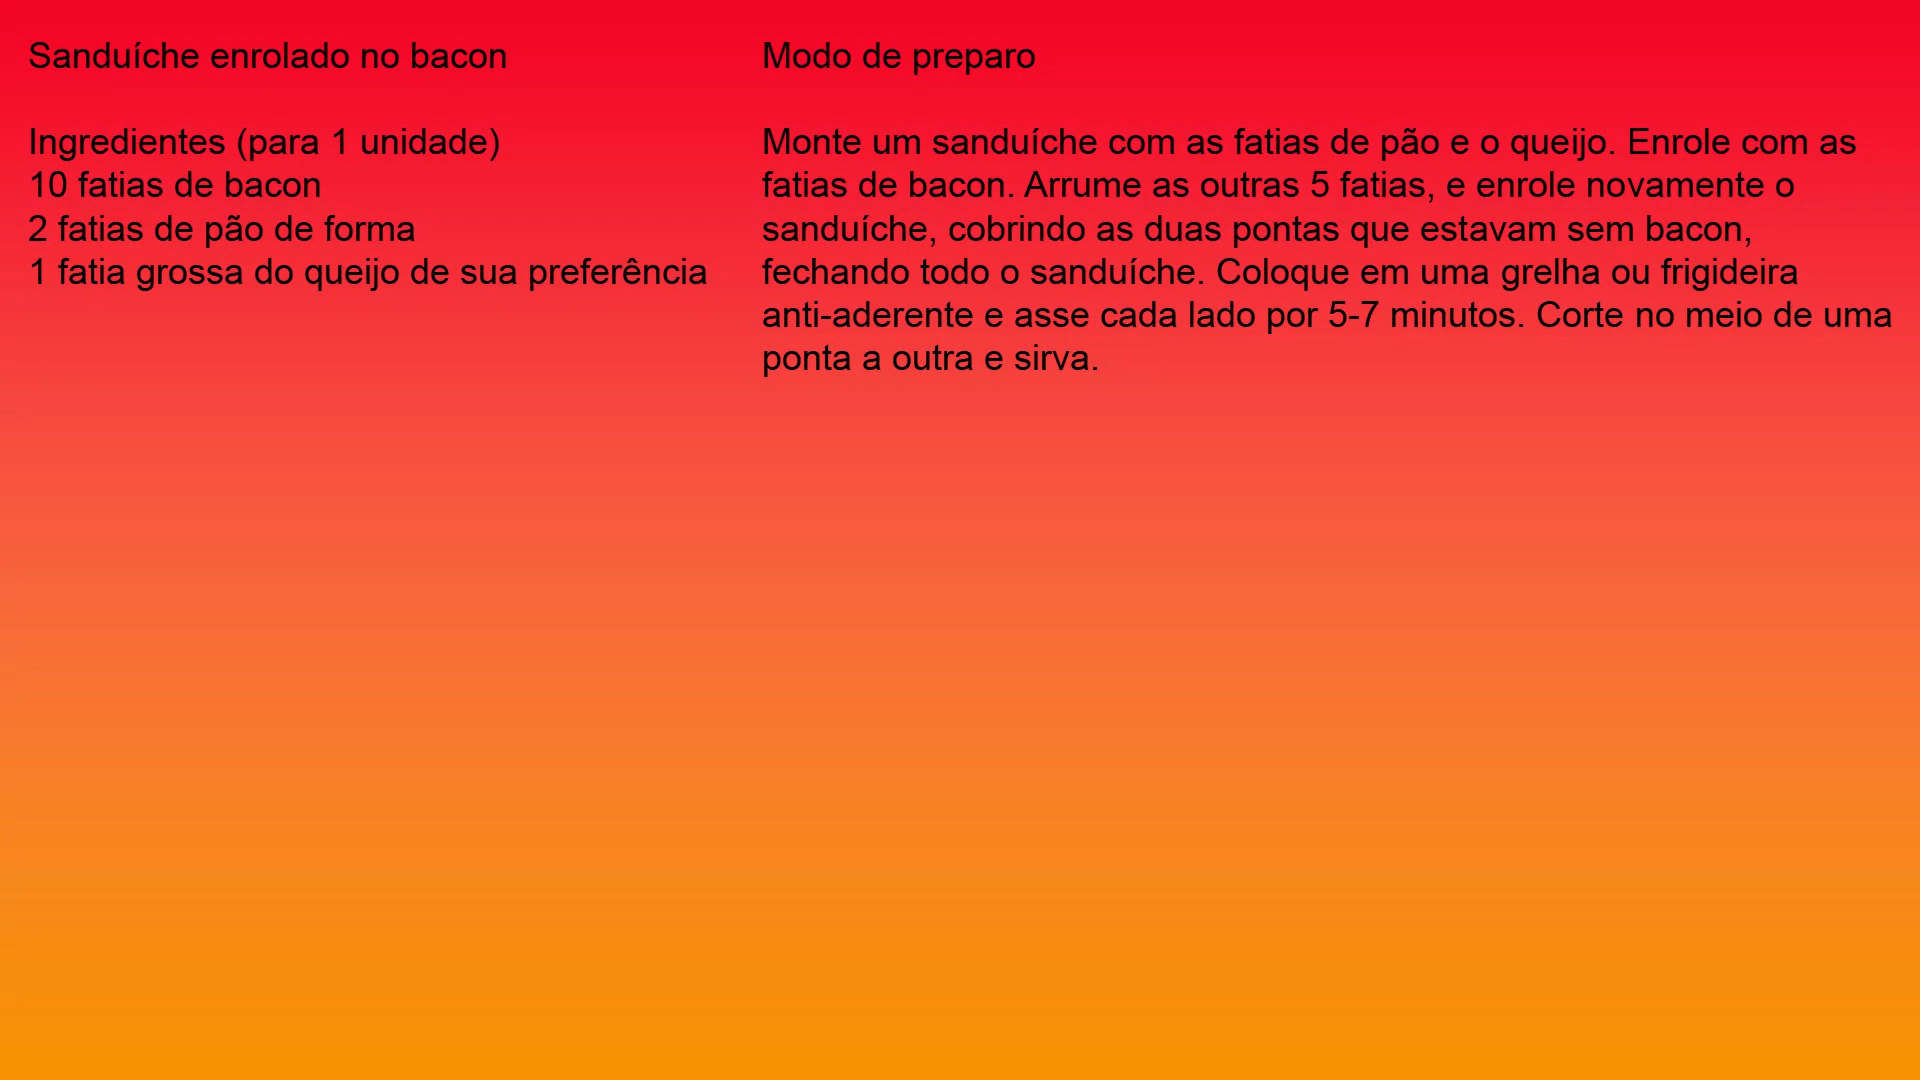 Sanduíche enrolado no bacon
Ingredientes (para 1 unidade)
10 fatias de bacon
2 fatias de pão de forma
1 fatia grossa do queijo de sua preferência
Modo de preparo
Monte um sanduíche com as fatias de pão e o queijo. Enrole com as
fatias de bacon. Arrume as outras 5 fatias, e enrole novamente o
sanduíche, cobrindo as duas pontas que estavam sem bacon,
fechando todo o sanduíche. Coloque em uma grelha ou frigideira
anti-aderente e asse cada lado por 5-7 minutos. Corte no meio de uma
ponta a outra e sirva.